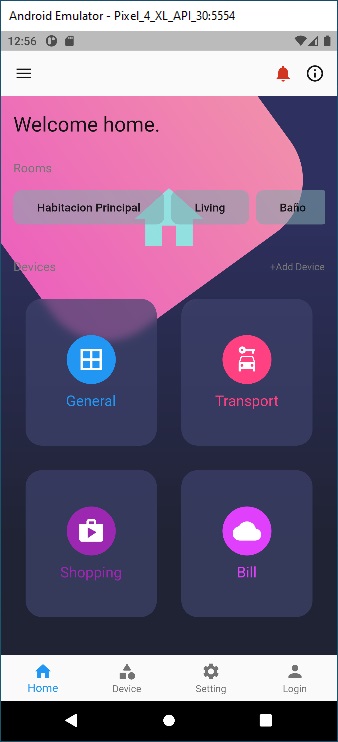 Android Emulator - Pixel_4_XL_API_30:5554
12:56
Welcome home.
Rooms
Habitacion Principal Living Baño
Devices +Add Device
General Transport
Shopping Bill
Home Device Setting Login